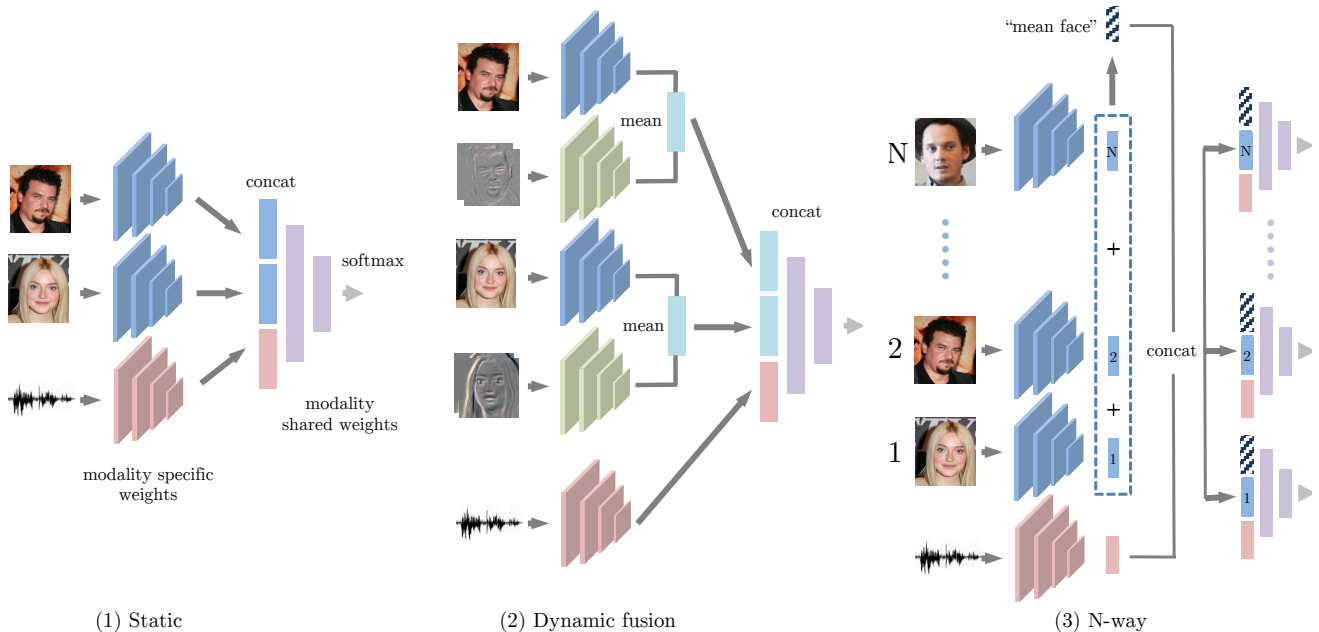 concat
softmax
modality
shared weights
modality specific
weights
(1) Static
mean
mean
concat
(2) Dynamic fusion
“mean face”
N
N
N
+
2
2
concat
2
+
1
1
1
(3) N-way